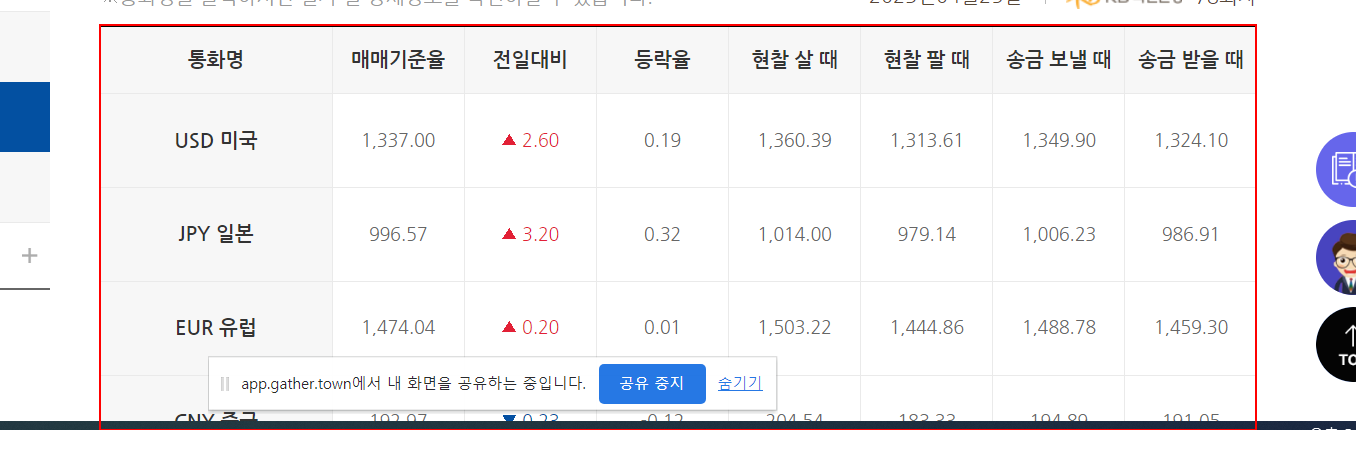 통화명 매매기준율 전일대비 등락율 현찰 살 때 현찰 팔 때 송금 보낼 때 송금 받을 때
USD 미국 1,337.00 ▲ 2.60 0.19 1,360.39 1,313.61 1,349.90 1,324.10
JPY 일본 996.57 ▲ 3.20 0.32 1,014.00 979.14 1,006.23 986.91
EUR 유럽 1,474.04 ▲ 0.20 0.01 1,503.22 1,444.86 1,488.78 1,459.30
app.gather.town에서 내 화면을 공유하는 중입니다. 공유 중지 숨기기
CNY 중국 192.97 ▼ 0.23 -0.12 204.54 183.33 194.89 191.05